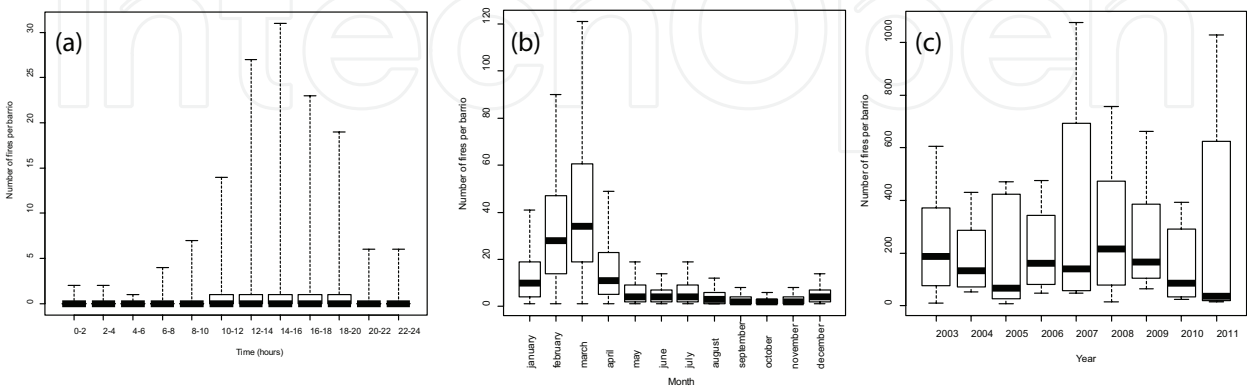 IntechOpen
(a)
Number of fires per barrio
0 5 10 15 20 25 30
0-2 2-4 4-6 6-8 8-10 10-12 12-14 14-16 16-18 18-20 20-22 22-24
Time (hours)
(b)
Number of fires per barrio
0 20 40 60 80 100 120
january february march april may june july august september october november december
Month
(c)
Number of fires per barrio
0 200 400 600 800 1000
2003 2004 2005 2006 2007 2008 2009 2010 2011
Year